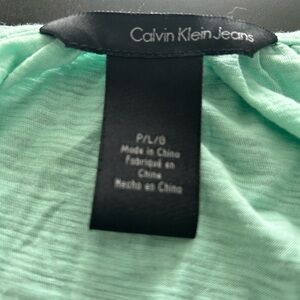 Calvin Klein Jeans
P/L/G
Made in China
Fabriqué en
Chine
Hecho en China